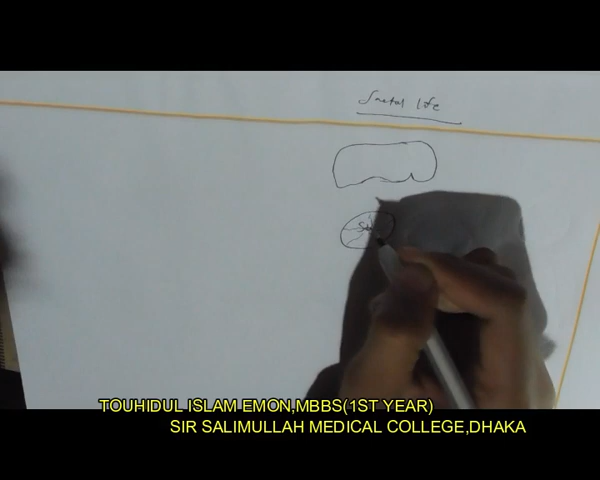 foetal life
TOUHIDUL ISLAM EMON,MBBS(1ST YEAR)
SIR SALIMULLAH MEDICAL COLLEGE,DHAKA